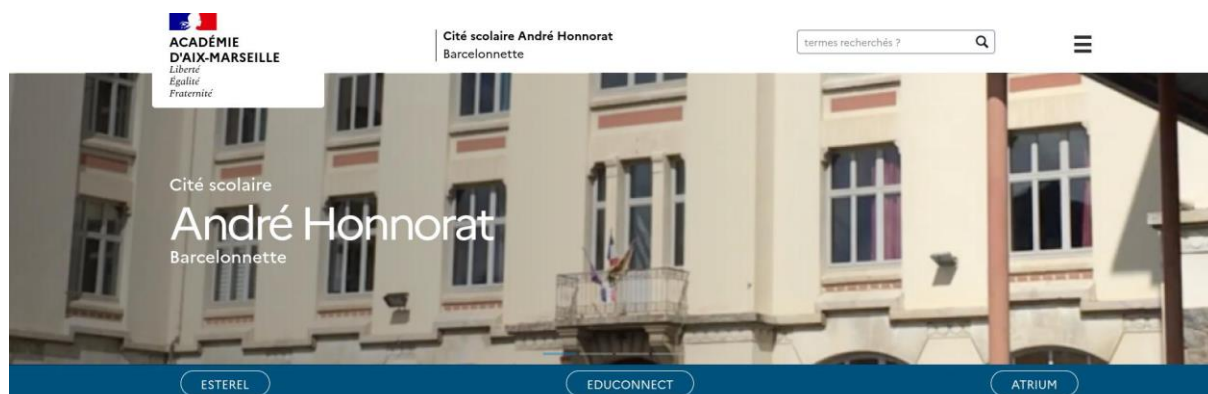 ACADÉMIE
D'AIX-MARSEILLE
Liberté
Égalité
Fraternité
Cité scolaire André Honnorat
Barcelonnette
termes recherchés ?
Cité scolaire
André Honnorat
Barcelonnette
ESTEREL
EDUCONNECT
ATRIUM